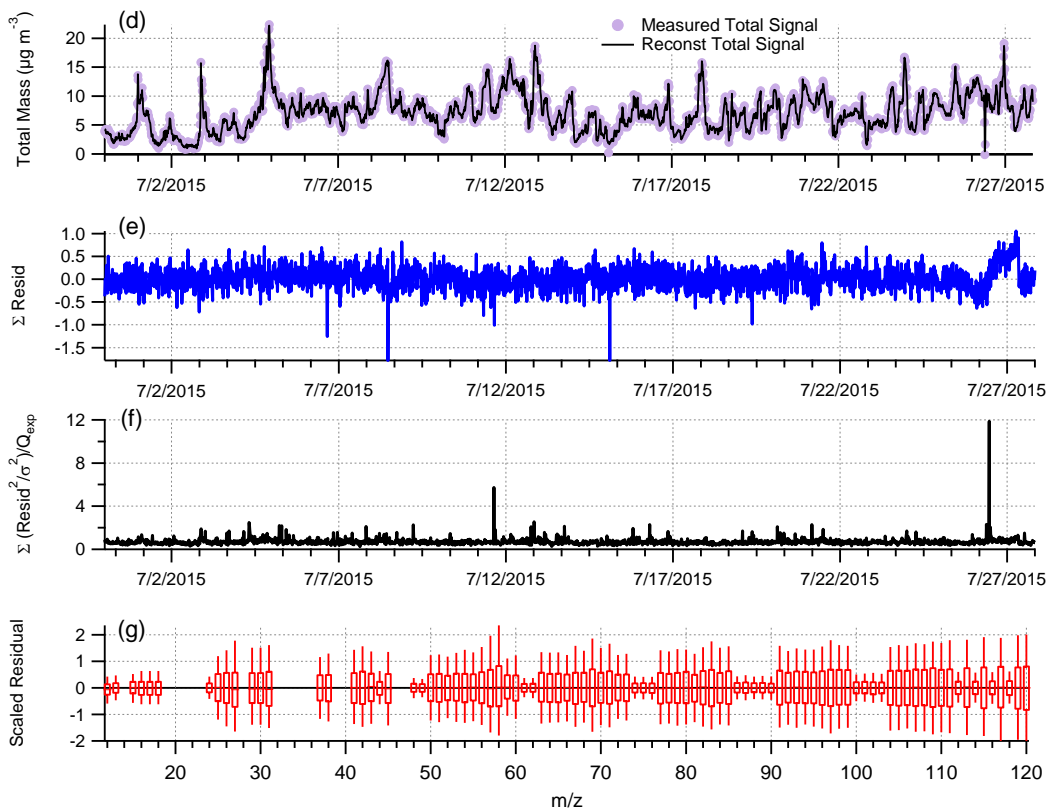 (d)
Measured Total Signal
Reconst Total Signal
Total Mass (µg m⁻³)
20
15
10
5
0
7/2/2015 7/7/2015 7/12/2015 7/17/2015 7/22/2015 7/27/2015
(e)
Σ Resid
1.0
0.5
0.0
-0.5
-1.0
-1.5
7/2/2015 7/7/2015 7/12/2015 7/17/2015 7/22/2015 7/27/2015
(f)
Σ (Resid²/σ²)/Qexp
12
8
4
0
7/2/2015 7/7/2015 7/12/2015 7/17/2015 7/22/2015 7/27/2015
(g)
Scaled Residual
2
1
0
-1
-2
20 30 40 50 60 70 80 90 100 110 120
m/z